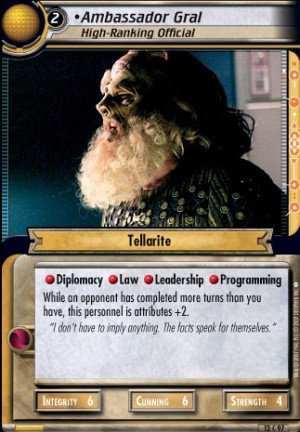 2
•Ambassador Gral
High-Ranking Official
Tellarite
•Diplomacy •Law •Leadership •Programming
While an opponent has completed more turns than you
have, this personnel is attributes +2.
"I don't have to imply anything. The facts speak for themselves."
INTEGRITY 6 CUNNING 6 STRENGTH 4